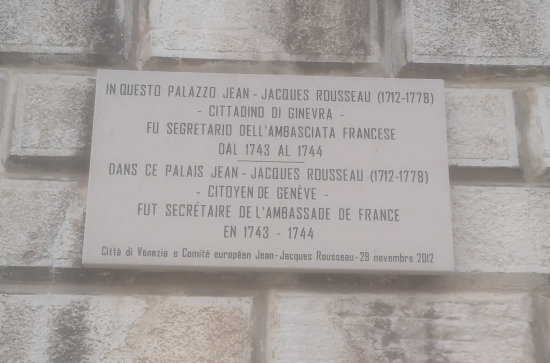 IN QUESTO PALAZZO JEAN - JACQUES ROUSSEAU (1712-1778)
- CITTADINO DI GINEVRA -
FU SEGRETARIO DELL'AMBASCIATA FRANCESE
DAL 1743 AL 1744
DANS CE PALAIS JEAN - JACQUES ROUSSEAU (1712-1778)
- CITOYEN DE GENÈVE -
FUT SECRÉTAIRE DE L'AMBASSADE DE FRANCE
EN 1743 - 1744
Città di Venezia e Comité européen Jean-Jacques Rousseau - 29 novembre 2012